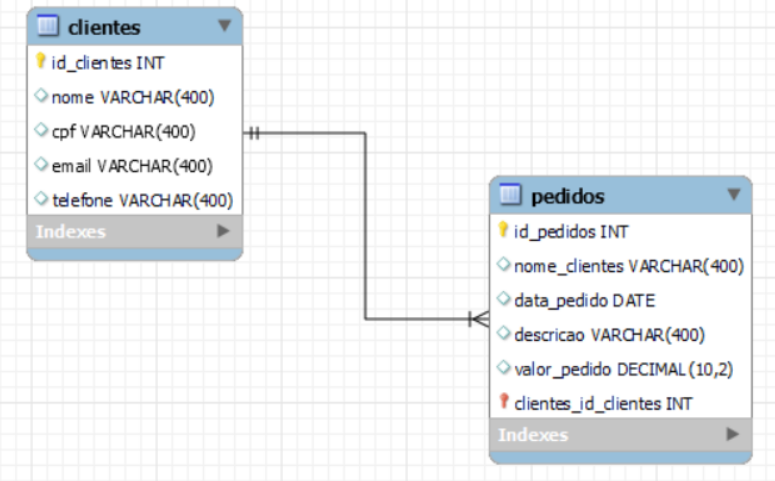 clientes
id_clientes INT
nome VARCHAR(400)
cpf VARCHAR(400)
email VARCHAR(400)
telefone VARCHAR(400)
Indexes
pedidos
id_pedidos INT
nome_clientes VARCHAR(400)
data_pedido DATE
descricao VARCHAR(400)
valor_pedido DECIMAL(10,2)
clientes_id_clientes INT
Indexes